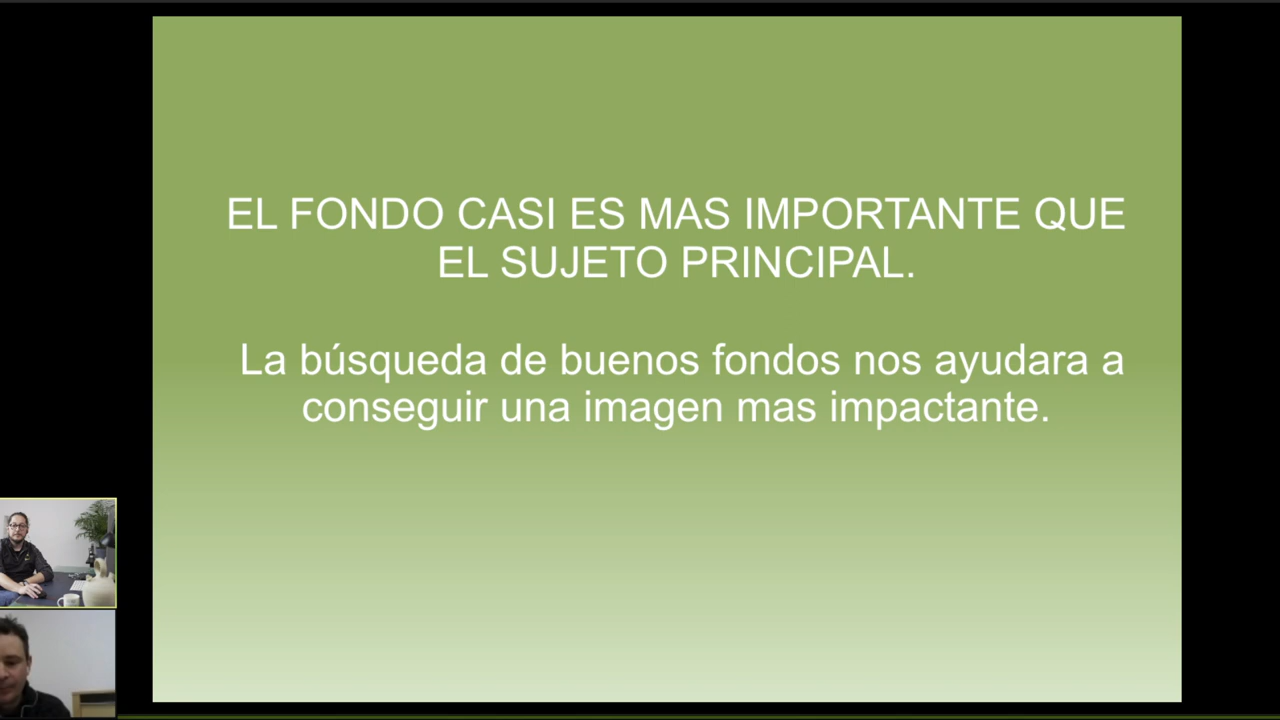 EL FONDO CASI ES MAS IMPORTANTE QUE
EL SUJETO PRINCIPAL.
La búsqueda de buenos fondos nos ayudara a
conseguir una imagen mas impactante.